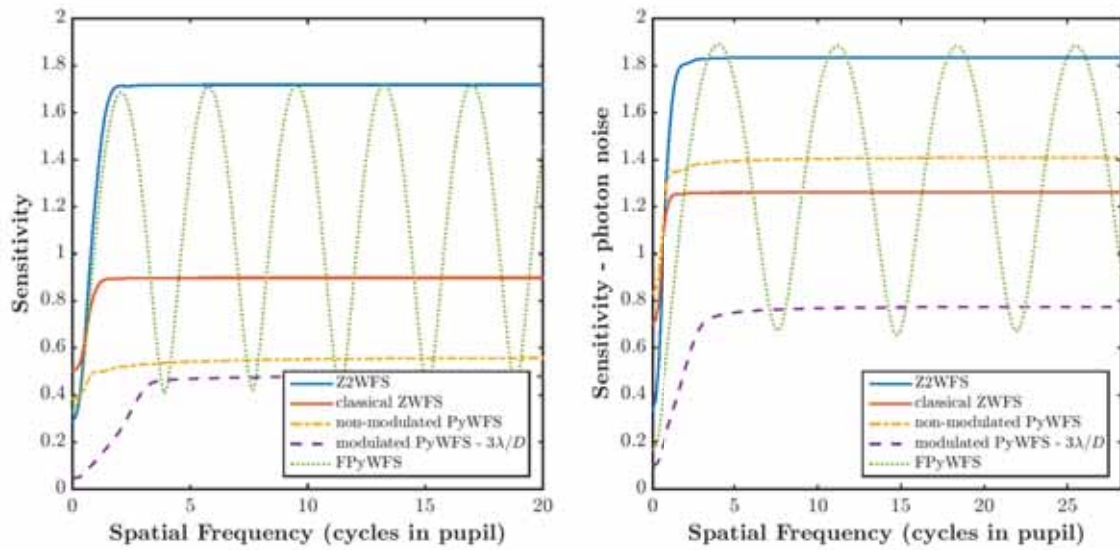 2
1.8
1.6
1.4
1.2
1
0.8
0.6
0.4
0.2
0
Sensitivity
0 5 10 15 20
Spatial Frequency (cycles in pupil)
Z2WFS
classical ZWFS
non-modulated PyWFS
modulated PyWFS - 3λ/D
FPyWFS
2
1.8
1.6
1.4
1.2
1
0.8
0.6
0.4
0.2
0
Sensitivity - photon noise
0 5 10 15 20 25
Spatial Frequency (cycles in pupil)
Z2WFS
classical ZWFS
non-modulated PyWFS
modulated PyWFS - 3λ/D
FPyWFS